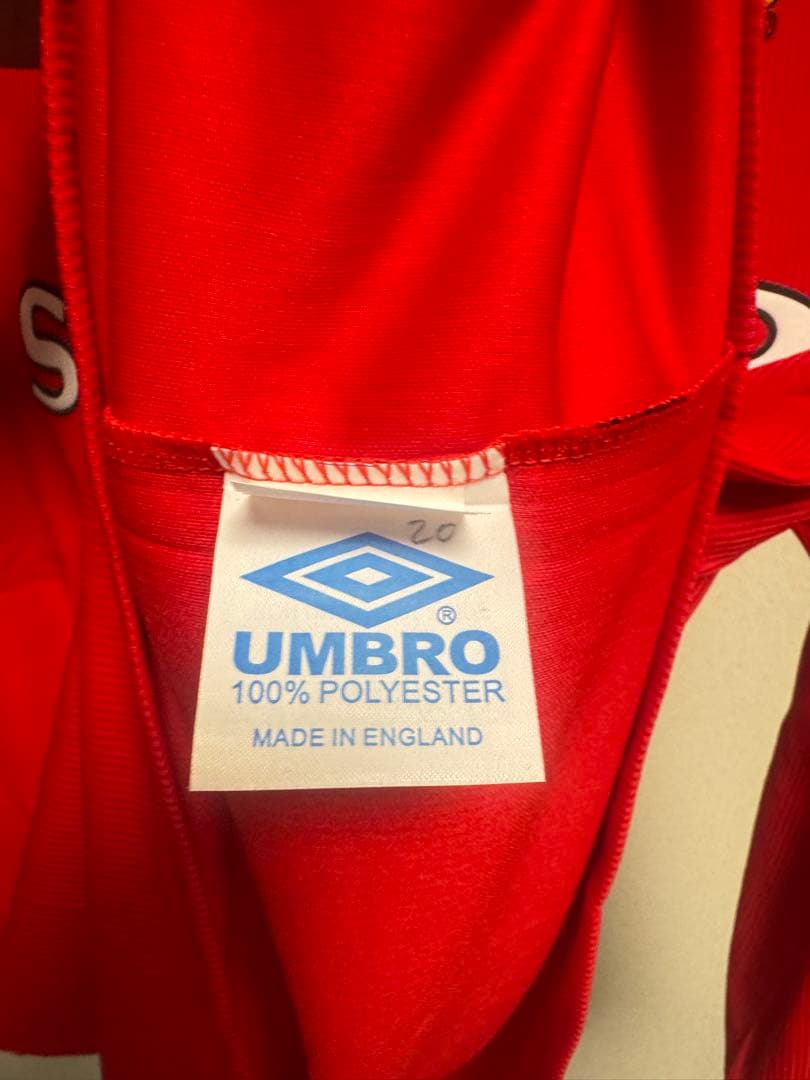 S
20
®
UMBRO
100% POLYESTER
MADE IN ENGLAND